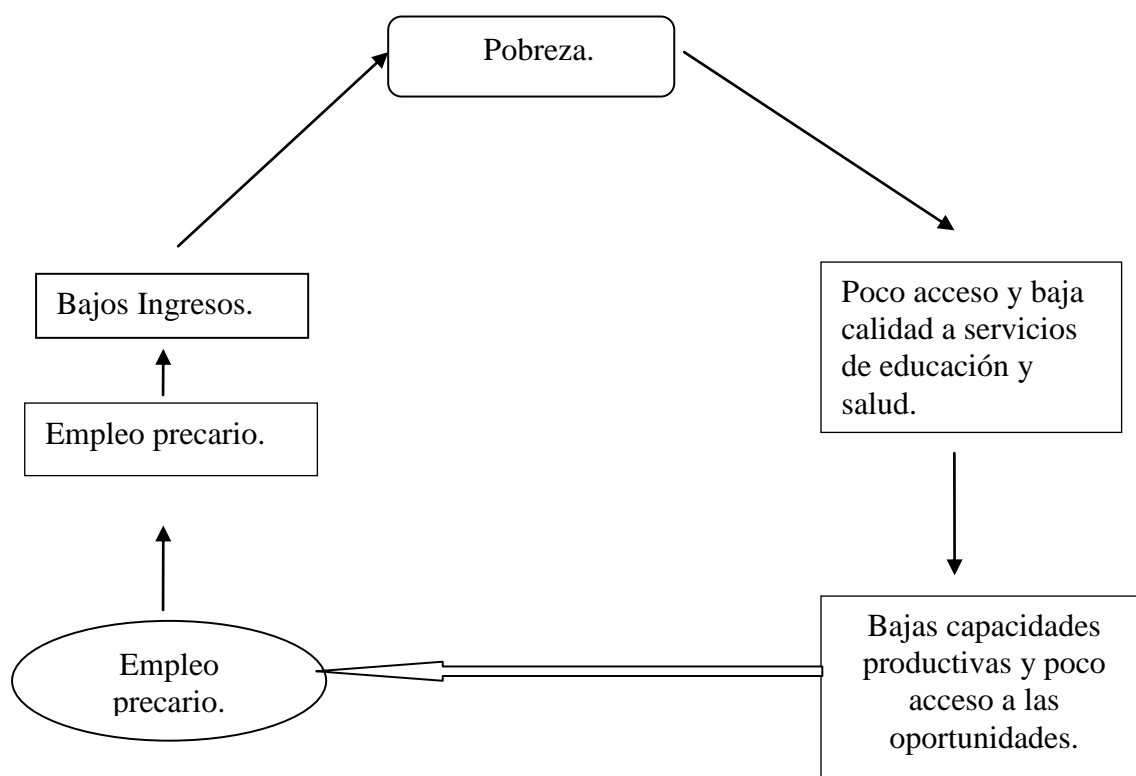 Pobreza.
Bajos Ingresos.
Poco acceso y baja
calidad a servicios
de educación y
salud.
Empleo precario.
Empleo
precario.
Bajas capacidades
productivas y poco
acceso a las
oportunidades.